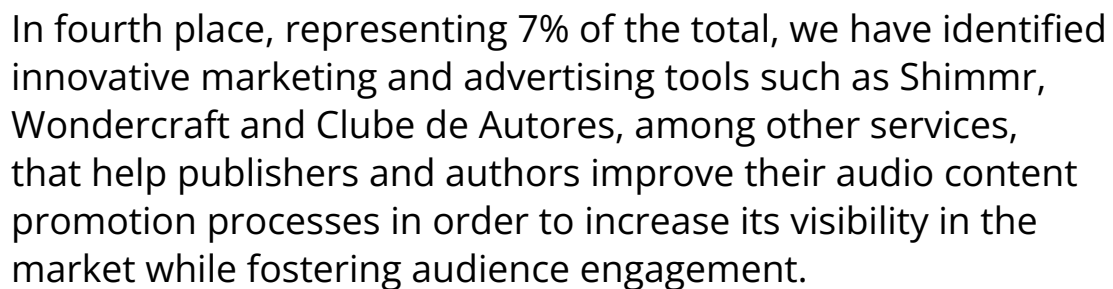 In fourth place, representing 7% of the total, we have identified
innovative marketing and advertising tools such as Shimmr,
Wondercraft and Clube de Autores, among other services,
that help publishers and authors improve their audio content
promotion processes in order to increase its visibility in the
market while fostering audience engagement.